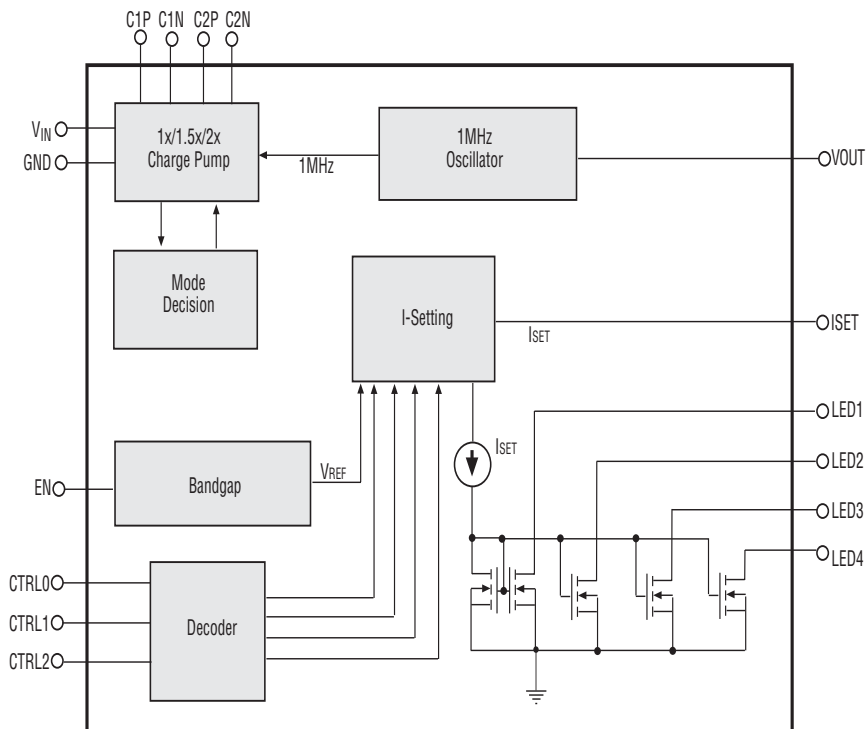 C1P C1N C2P C2N
VIN
GND
1x/1.5x/2x
Charge Pump
1MHz
1MHz
Oscillator
VOUT
Mode
Decision
I-Setting
ISET
ISET
LED1
ISET
LED2
EN
Bandgap
VREF
LED3
LED4
CTRL0
CTRL1
CTRL2
Decoder